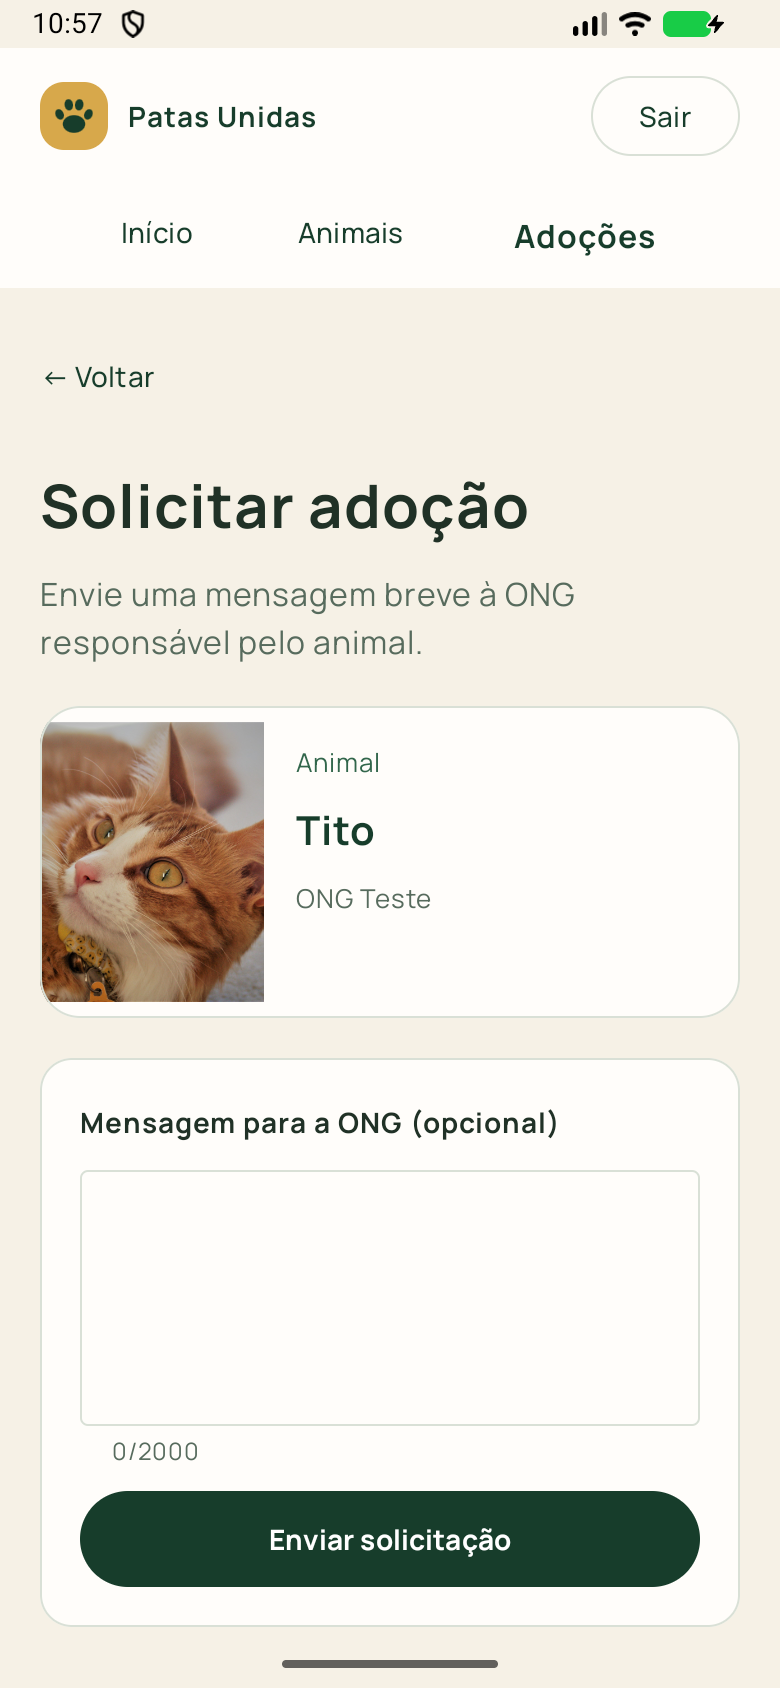 10:57
Patas Unidas
Sair
Início
Animais
Adoções
← Voltar
Solicitar adoção
Envie uma mensagem breve à ONG
responsável pelo animal.
Animal
Tito
ONG Teste
Mensagem para a ONG (opcional)
0/2000
Enviar solicitação